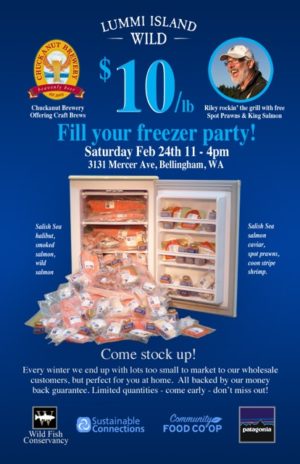 LUMMI ISLAND
WILD
CHUCKANUT BREWERY
heavenly beer
$10/lb
Chuckanut Brewery
Offering Craft Brews
Riley rockin' the grill with free
Spot Prawns & King Salmon
Fill your freezer party!
Saturday Feb 24th 11 - 4pm
3131 Mercer Ave, Bellingham, WA
Salish Sea
halibut,
smoked
salmon,
wild
salmon
Salish Sea
salmon
caviar,
spot prawns,
coon stripe
shrimp.
Come stock up!
Every winter we end up with lots too small to market to our wholesale
customers, but perfect for you at home. All backed by our money
back guarantee. Limited quantities - come early - don't miss out!
Wild Fish
Conservancy
Sustainable
Connections
Community
FOOD CO-OP
patagonia